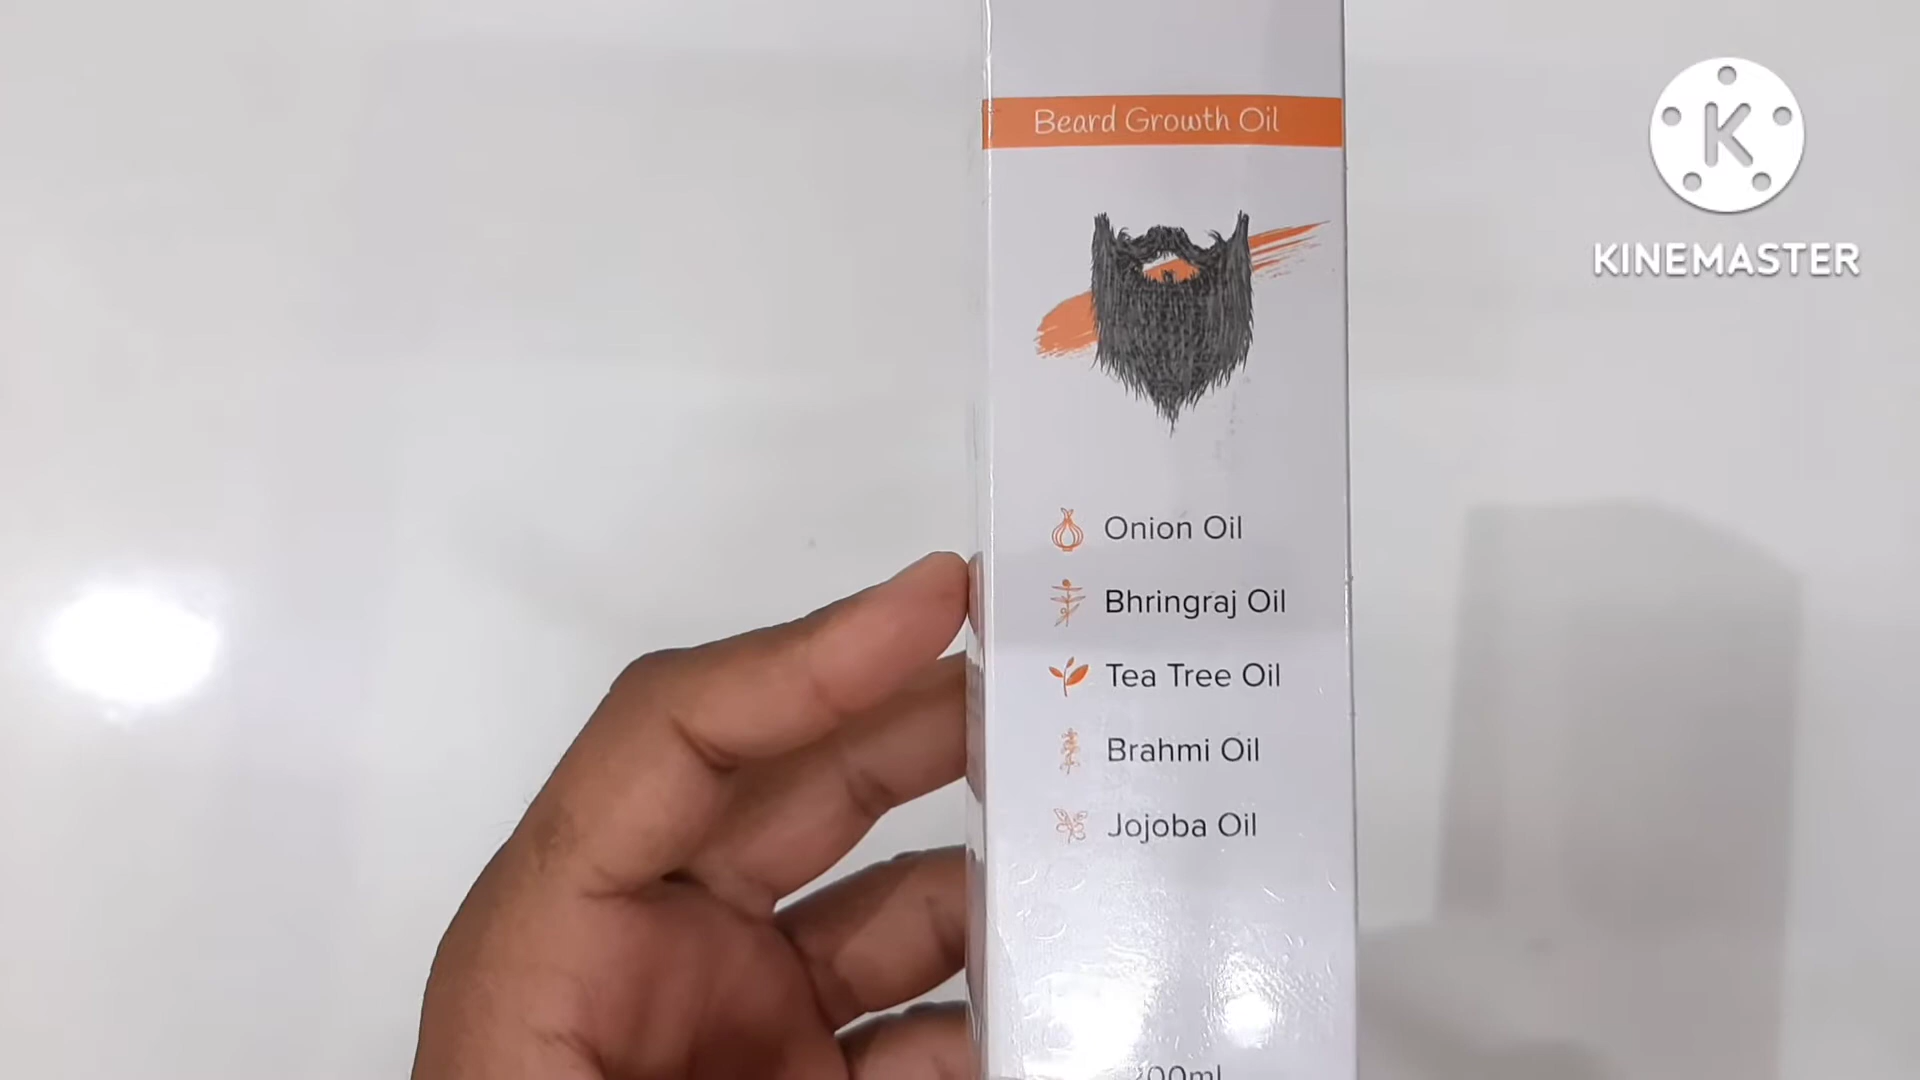 Beard Growth Oil
K
KINEMASTER
Onion Oil
Bhringraj Oil
Tea Tree Oil
Brahmi Oil
Jojoba Oil